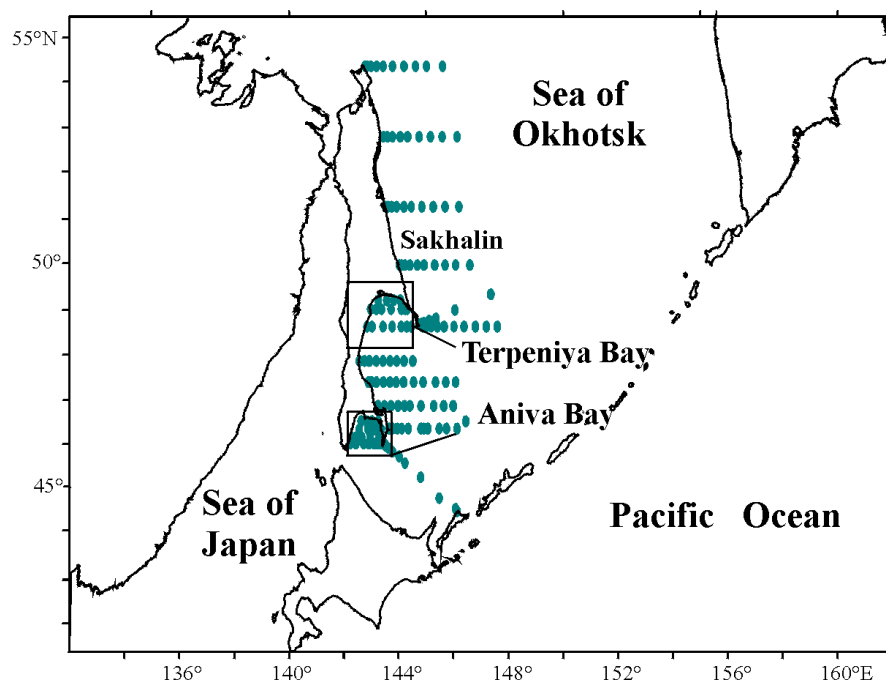 55°N
Sea of
Okhotsk
Sakhalin
50°
Terpeniya Bay
Aniva Bay
45°
Sea of
Japan
Pacific Ocean
136° 140° 144° 148° 152° 156° 160°E